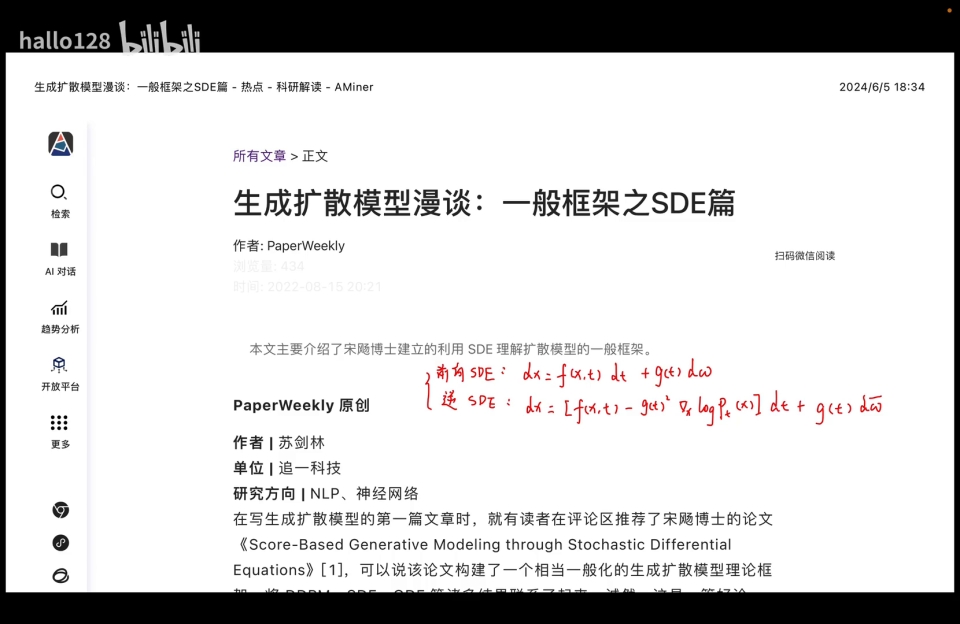 hallo128 bilibili
生成扩散模型漫谈：一般框架之SDE篇 - 热点 - 科研解读 - AMiner
2024/6/5 18:34
检索
AI 对话
趋势分析
开放平台
更多
所有文章 > 正文
生成扩散模型漫谈：一般框架之SDE篇
作者: PaperWeekly
浏览量: 434
时间: 2022-08-15 20:21
扫码微信阅读
本文主要介绍了宋飏博士建立的利用 SDE 理解扩散模型的一般框架。
前向SDE： dx = f(x,t) dt + g(t) dω
逆 SDE： dx = [f(x,t) - g(t)² ∇ₓ log pₜ(x)] dt + g(t) dω̅
PaperWeekly 原创
作者 | 苏剑林
单位 | 追一科技
研究方向 | NLP、神经网络
在写生成扩散模型的第一篇文章时，就有读者在评论区推荐了宋飏博士的论文
《Score-Based Generative Modeling through Stochastic Differential
Equations》[1]，可以说该论文构建了一个相当一般化的生成扩散模型理论框